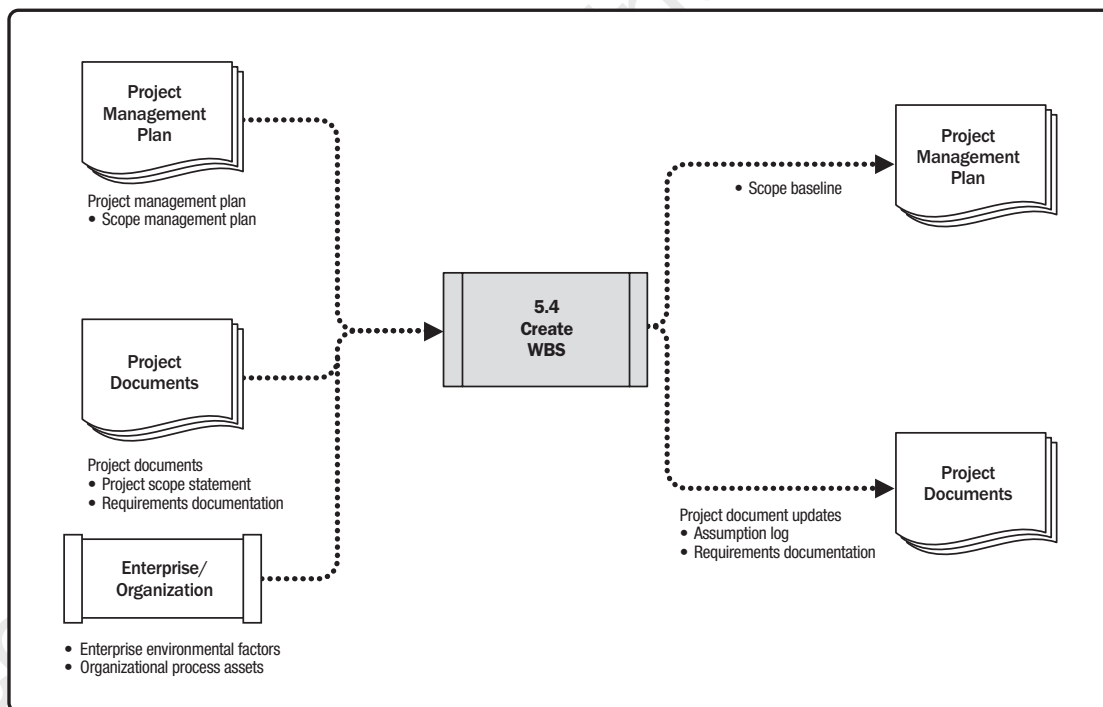 Project
Management
Plan
Project management plan
• Scope management plan
Project
Documents
Project documents
• Project scope statement
• Requirements documentation
Enterprise/
Organization
• Enterprise environmental factors
• Organizational process assets
5.4
Create
WBS
• Scope baseline
Project
Management
Plan
Project document updates
• Assumption log
• Requirements documentation
Project
Documents